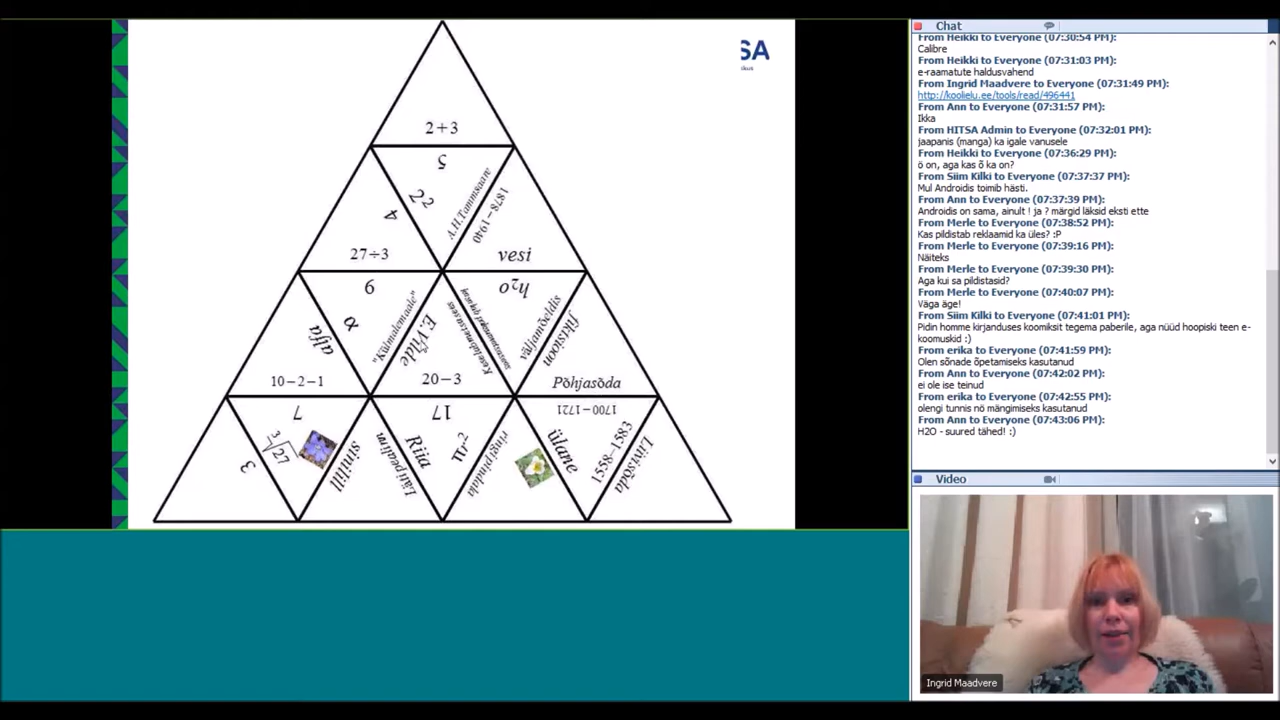 SA
2+3
5
2²
4
A.H.Tammsaare
1878-1940
27÷3
vesi
9
h₂o
α
alfa
"Külmalemaale"
E.Vilde
väljamõeldis
fiktsioon
10-2-1
20-3
Põhjasõda
7
17
1700-1721
3
³√27
sinilill
Läti pealinn
Riia
πr²
ringi pindala
ülane
1558-1583
Liivisõda
Chat
From Heikki to Everyone (07:30:54 PM):
Calibre
From Heikki to Everyone (07:31:03 PM):
e-raamatute haldusvahend
From Ingrid Maadvere to Everyone (07:31:49 PM):
http://koolielu.ee/tools/read/496441
From Ann to Everyone (07:31:57 PM):
Ikka
From HITSA Admin to Everyone (07:32:01 PM):
jaapanis (manga) ka igale vanusele
From Heikki to Everyone (07:36:29 PM):
ö on, aga kas õ ka on?
From Siim Kilki to Everyone (07:37:37 PM):
Mul Androidis toimib hästi.
From Ann to Everyone (07:37:39 PM):
Androidis on sama, ainult ! ja ? märgid läksid eksti ette
From Merle to Everyone (07:38:52 PM):
Kas pildistab reklaamid ka üles? :P
From Merle to Everyone (07:39:16 PM):
Näiteks
From Merle to Everyone (07:39:30 PM):
Aga kui sa pildistasid?
From Merle to Everyone (07:40:07 PM):
Väga äge!
From Siim Kilki to Everyone (07:41:01 PM):
Pidin homme kirjanduses koomiksit tegema paberile, aga nüüd hoopiski teen e-
koomuskid :)
From erika to Everyone (07:41:59 PM):
Olen sõnade õpetamiseks kasutanud
From Ann to Everyone (07:42:02 PM):
ei ole ise teinud
From erika to Everyone (07:42:55 PM):
olengi tunnis nö mängimiseks kasutanud
From Ann to Everyone (07:43:06 PM):
H2O - suured tähed! :)
Video
Ingrid Maadvere